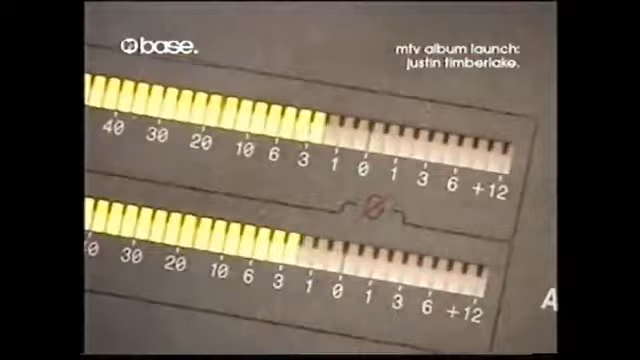 base.
mtv album launch:
justin timberlake.
40 30 20 10 6 3 1 0 1 3 6 +12
Ø
30 20 10 6 3 1 0 1 3 6 +12
A